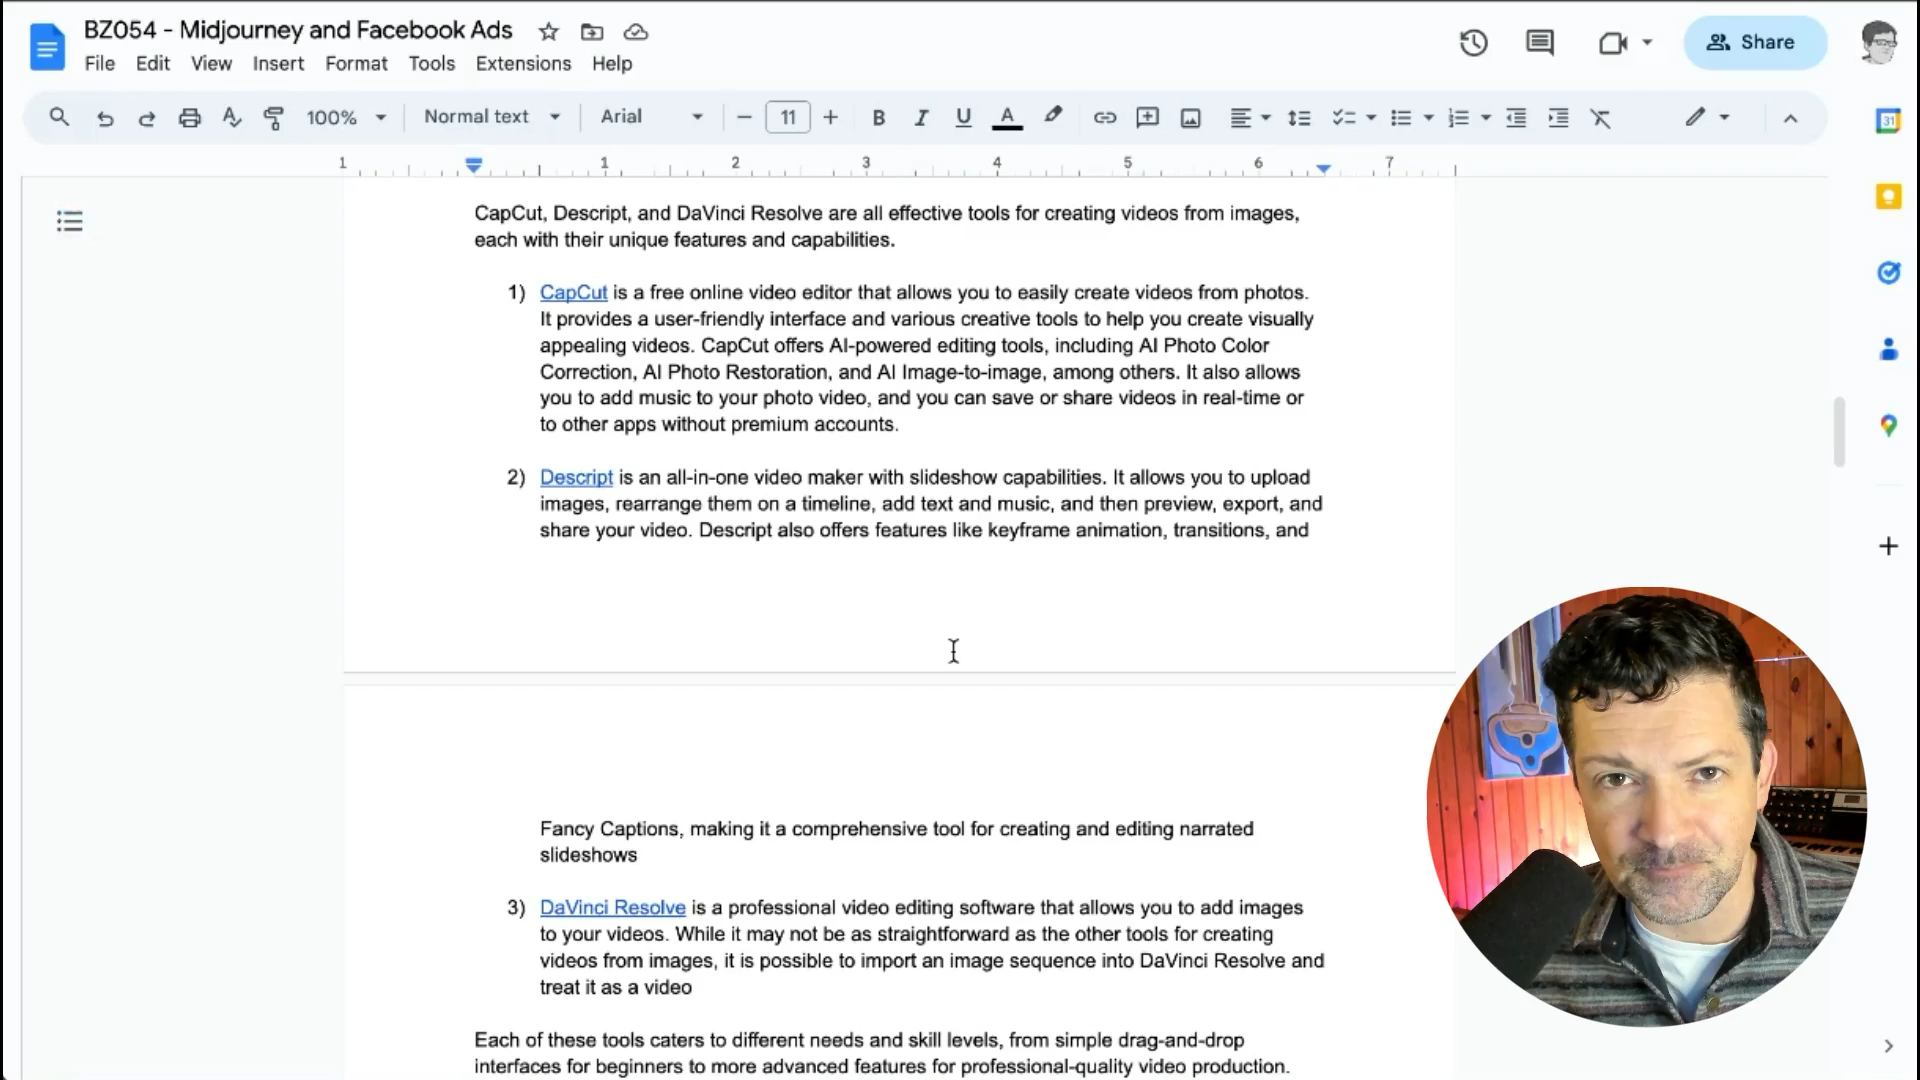 BZ054 - Midjourney and Facebook Ads
File Edit View Insert Format Tools Extensions Help
Share
100% Normal text Arial 11 B I U A
31
1 1 2 3 4 5 6 7
CapCut, Descript, and DaVinci Resolve are all effective tools for creating videos from images,
each with their unique features and capabilities.
1) CapCut is a free online video editor that allows you to easily create videos from photos.
It provides a user-friendly interface and various creative tools to help you create visually
appealing videos. CapCut offers AI-powered editing tools, including AI Photo Color
Correction, AI Photo Restoration, and AI Image-to-image, among others. It also allows
you to add music to your photo video, and you can save or share videos in real-time or
to other apps without premium accounts.
2) Descript is an all-in-one video maker with slideshow capabilities. It allows you to upload
images, rearrange them on a timeline, add text and music, and then preview, export, and
share your video. Descript also offers features like keyframe animation, transitions, and
Fancy Captions, making it a comprehensive tool for creating and editing narrated
slideshows
3) DaVinci Resolve is a professional video editing software that allows you to add images
to your videos. While it may not be as straightforward as the other tools for creating
videos from images, it is possible to import an image sequence into DaVinci Resolve and
treat it as a video
Each of these tools caters to different needs and skill levels, from simple drag-and-drop
interfaces for beginners to more advanced features for professional-quality video production.